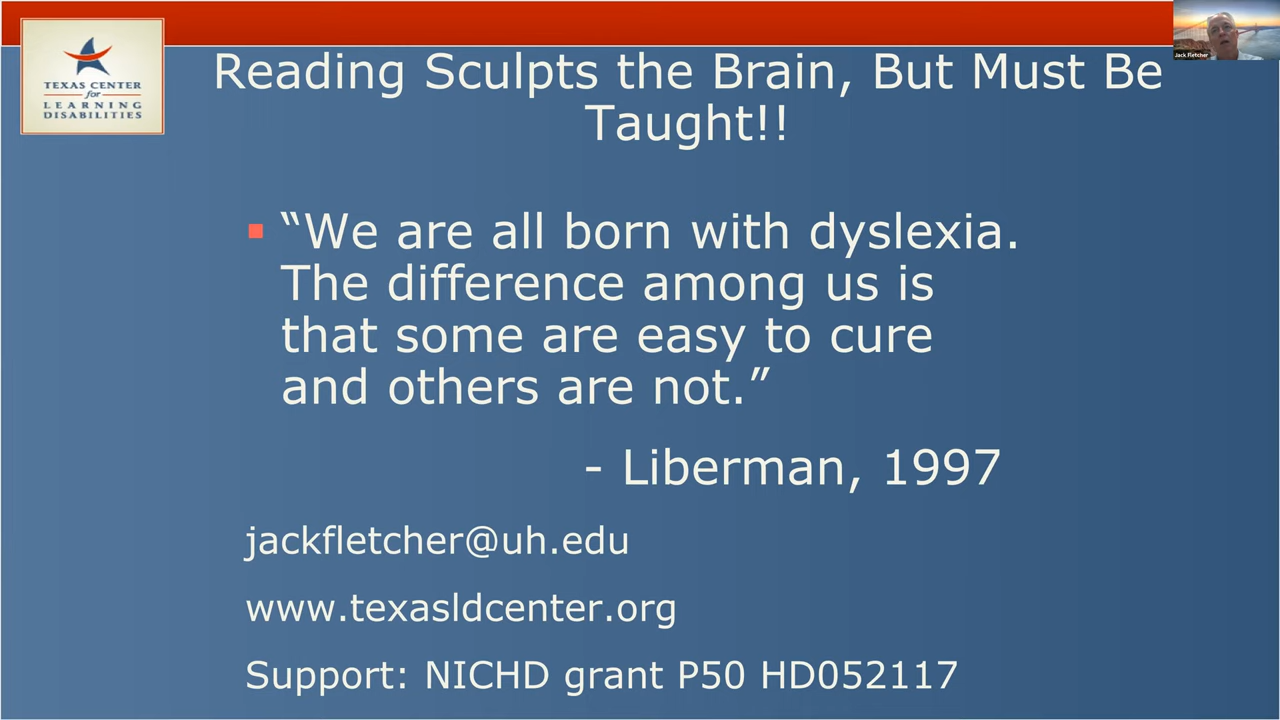 TEXAS CENTER
for
LEARNING
DISABILITIES
Jack Fletcher
Reading Sculpts the Brain, But Must Be
Taught!!
“We are all born with dyslexia.
The difference among us is
that some are easy to cure
and others are not.”
- Liberman, 1997
jackfletcher@uh.edu
www.texasldcenter.org
Support: NICHD grant P50 HD052117